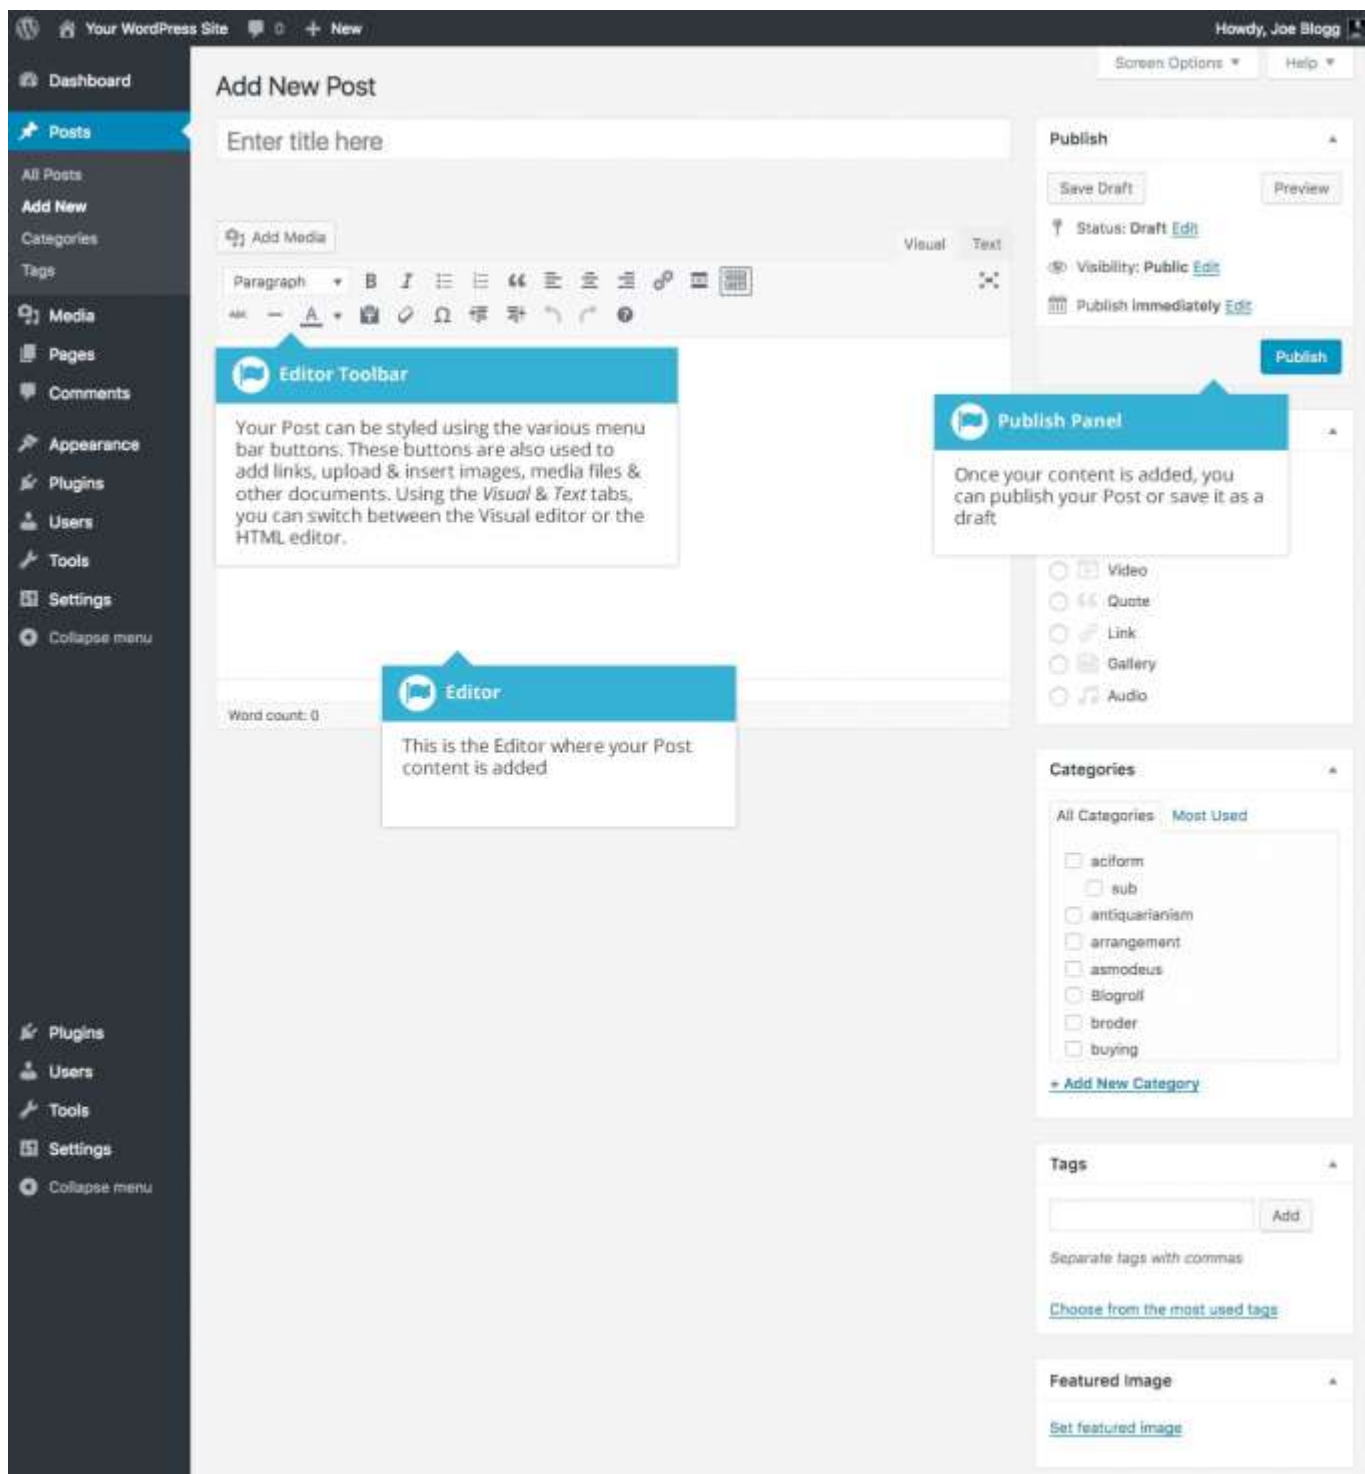 Your WordPress Site 0 + New
Howdy, Joe Blogg
Dashboard
Posts
All Posts
Add New
Categories
Tags
Media
Pages
Comments
Appearance
Plugins
Users
Tools
Settings
Collapse menu
Plugins
Users
Tools
Settings
Collapse menu
Screen Options Help
Add New Post
Enter title here
Add Media
Visual Text
Paragraph B I
ABC A Ω
Editor Toolbar
Your Post can be styled using the various menu
bar buttons. These buttons are also used to
add links, upload & insert images, media files &
other documents. Using the Visual & Text tabs,
you can switch between the Visual editor or the
HTML editor.
Editor
This is the Editor where your Post
content is added
Word count: 0
Publish
Save Draft Preview
Status: Draft Edit
Visibility: Public Edit
Publish immediately Edit
Publish
Publish Panel
Once your content is added, you
can publish your Post or save it as a
draft
Video
Quote
Link
Gallery
Audio
Categories
All Categories Most Used
aciform
sub
antiquarianism
arrangement
asmodeus
Blogroll
broder
buying
+ Add New Category
Tags
Add
Separate tags with commas
Choose from the most used tags
Featured Image
Set featured image